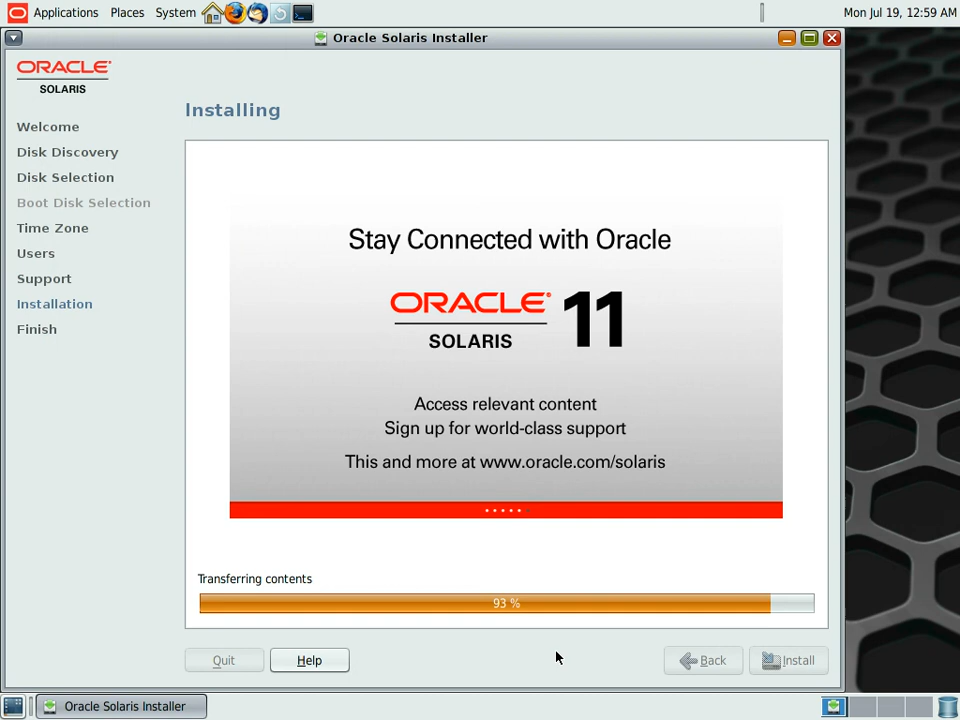 Applications Places System
Mon Jul 19, 12:59 AM
Oracle Solaris Installer
ORACLE
SOLARIS
Installing
Welcome
Disk Discovery
Disk Selection
Boot Disk Selection
Time Zone
Users
Support
Installation
Finish
Stay Connected with Oracle
ORACLE 11
SOLARIS
Access relevant content
Sign up for world-class support
This and more at www.oracle.com/solaris
Transferring contents
93 %
Quit Help Back Install
Oracle Solaris Installer